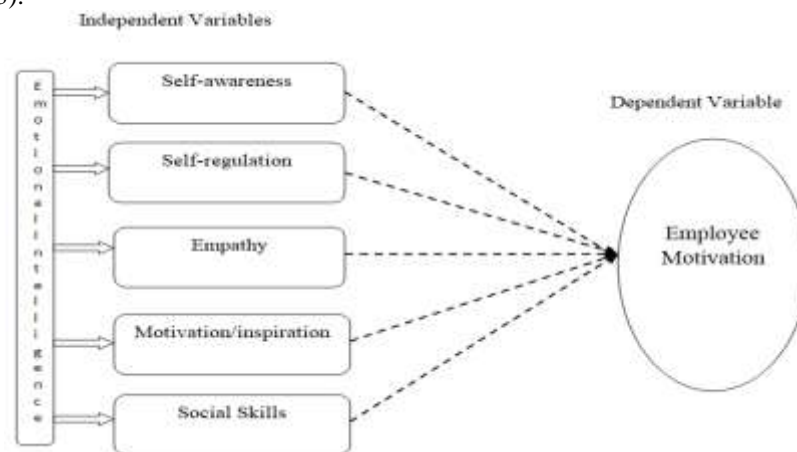 Independent Variables
Emotional intelligence
Self-awareness
Self-regulation
Empathy
Motivation/inspiration
Social Skills
Dependent Variable
Employee
Motivation